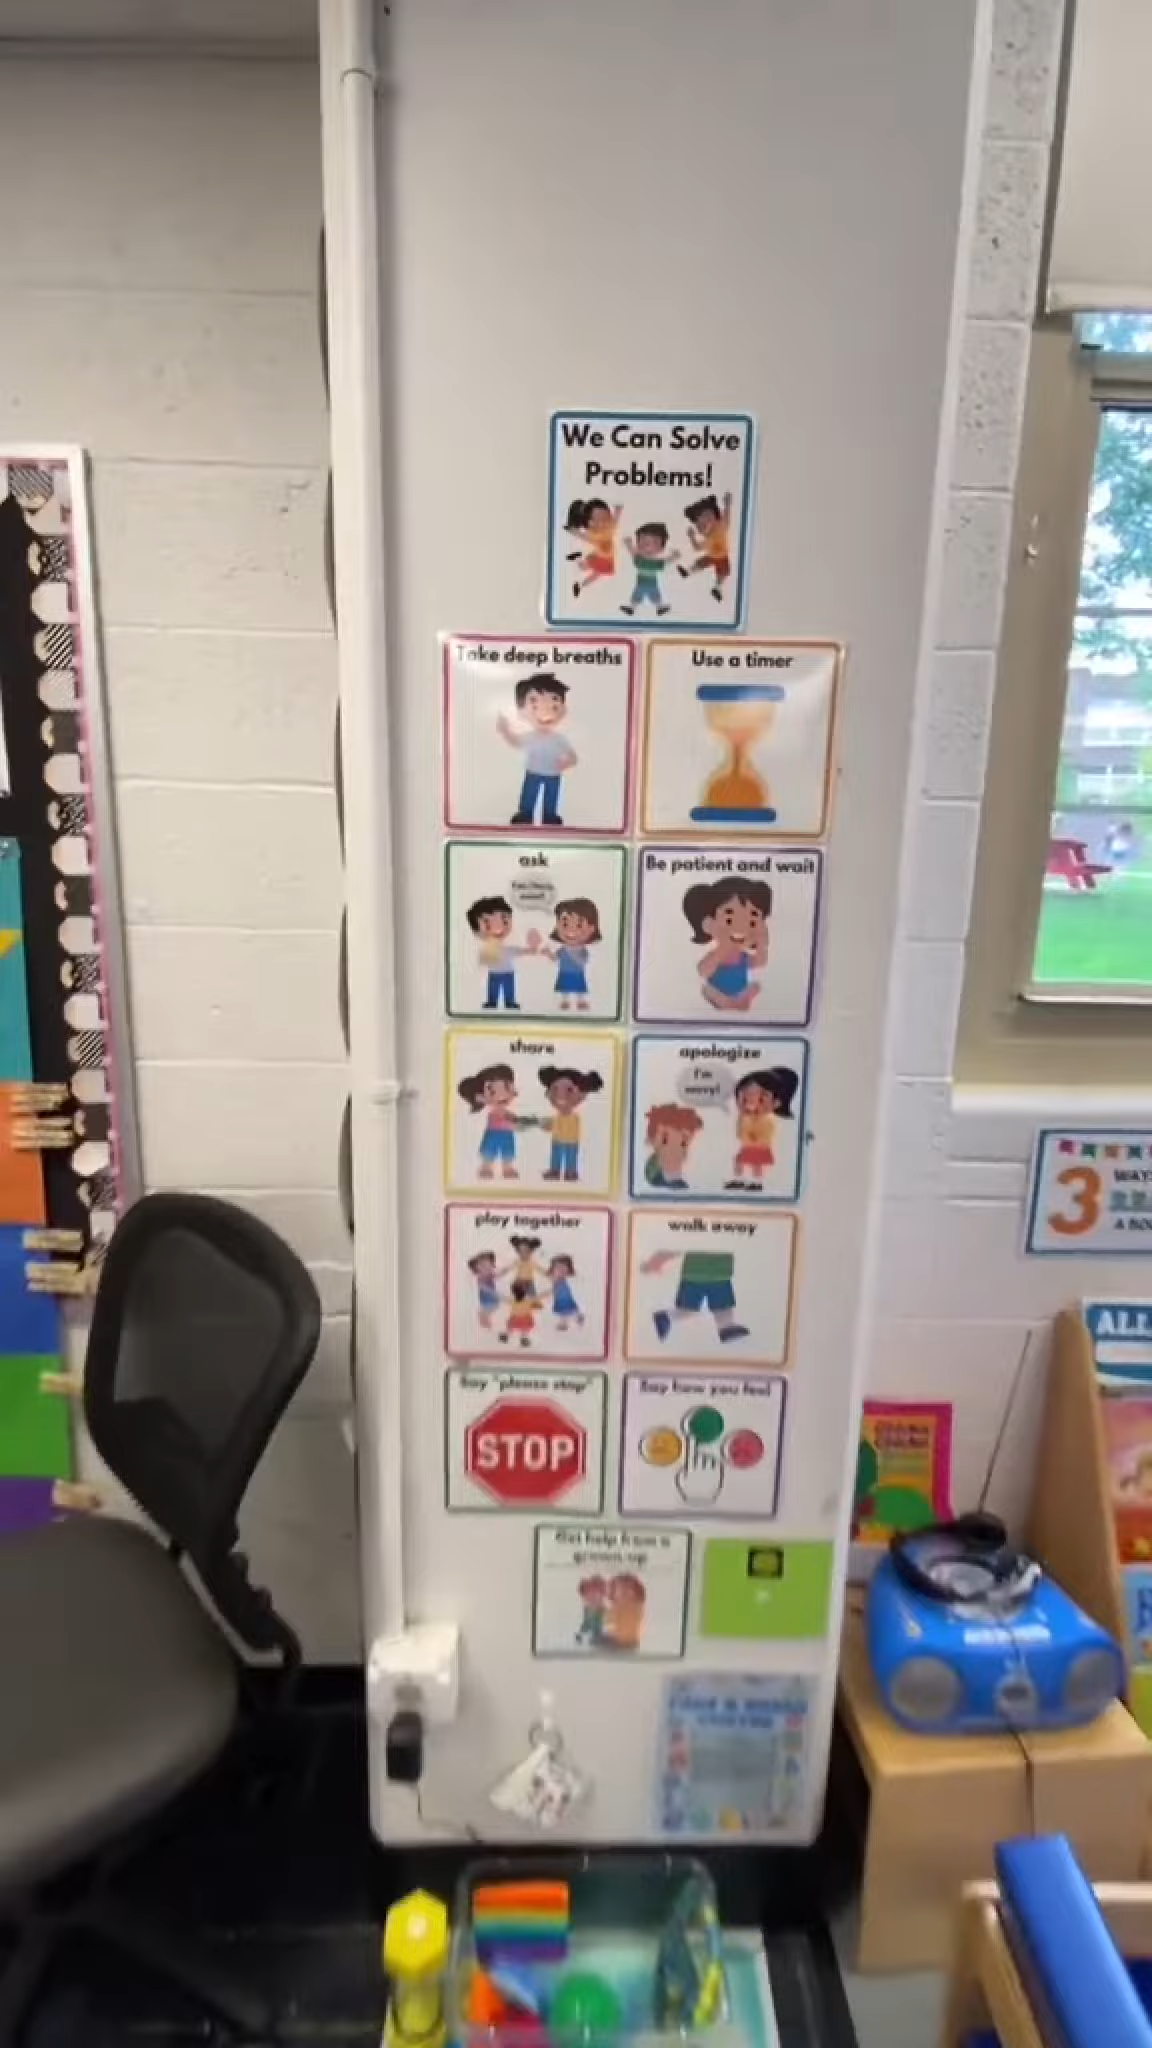 We Can Solve
Problems!
Take deep breaths
Use a timer
ask
Be patient and wait
share
apologize
I'm
sorry!
play together
walk away
Say "please stop"
STOP
Say how you feel
Get help from a
grown-up
3
WAYS
A BOO
ALL